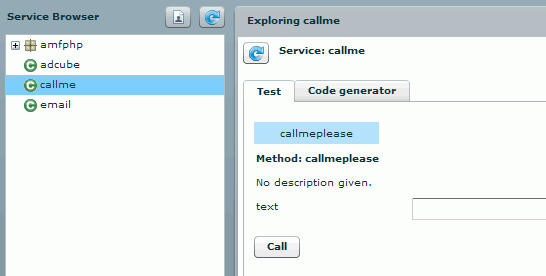 Service Browser
amfphp
adcube
callme
email
Exploring callme
Service: callme
Test
Code generator
callmeplease
Method: callmeplease
No description given.
text
Call